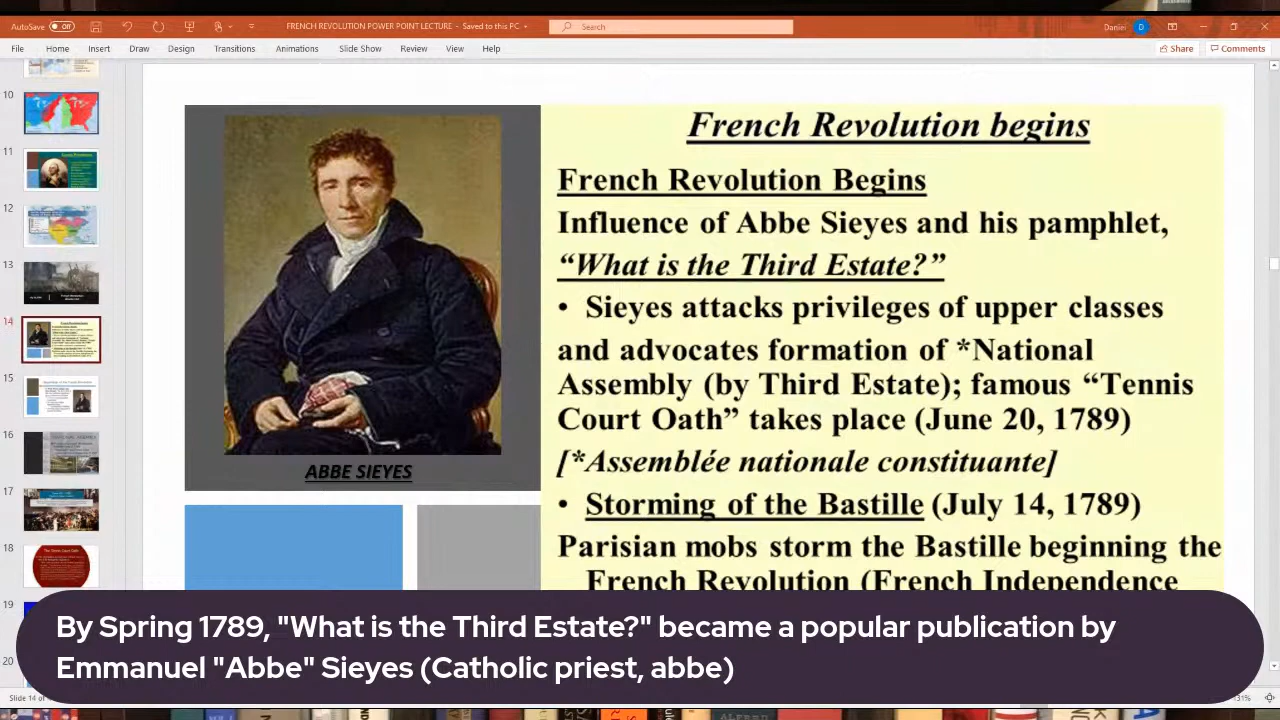 AutoSave Off FRENCH REVOLUTION POWER POINT LECTURE - Saved to this PC Search Daniel D
File Home Insert Draw Design Transitions Animations Slide Show Review View Help Share Comments
10
11
12
14
17
18
19
20
French Revolution begins
French Revolution Begins
Influence of Abbe Sieyes and his pamphlet,
“What is the Third Estate?”
• Sieyes attacks privileges of upper classes
and advocates formation of *National
Assembly (by Third Estate); famous “Tennis
Court Oath” takes place (June 20, 1789)
[*Assemblée nationale constituante]
• Storming of the Bastille (July 14, 1789)
Parisian mobs storm the Bastille beginning the
French Revolution (French Independence
ABBE SIEYES
By Spring 1789, "What is the Third Estate?" became a popular publication by
Emmanuel "Abbe" Sieyes (Catholic priest, abbe)
Slide 14 of
31%